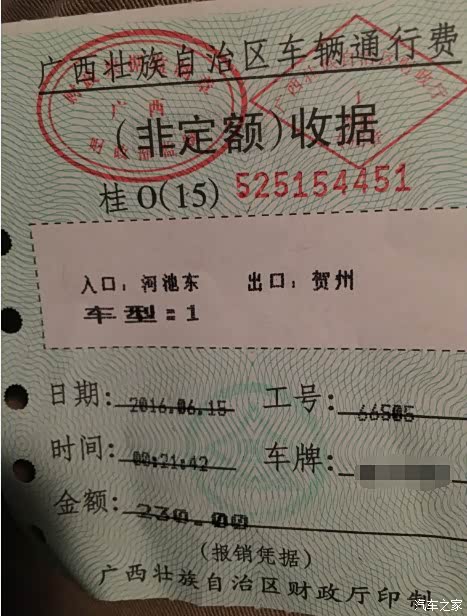 广西壮族自治区车辆通行费
(非定额)收据
广西
桂O(15) 525154451
入口：河池东 出口：贺州
车型：1
日期：2016.06.15 工号：66505
时间：00:21:42 车牌：
金额：230.00
(报销凭据)
广西壮族自治区财政厅印制
汽车之家